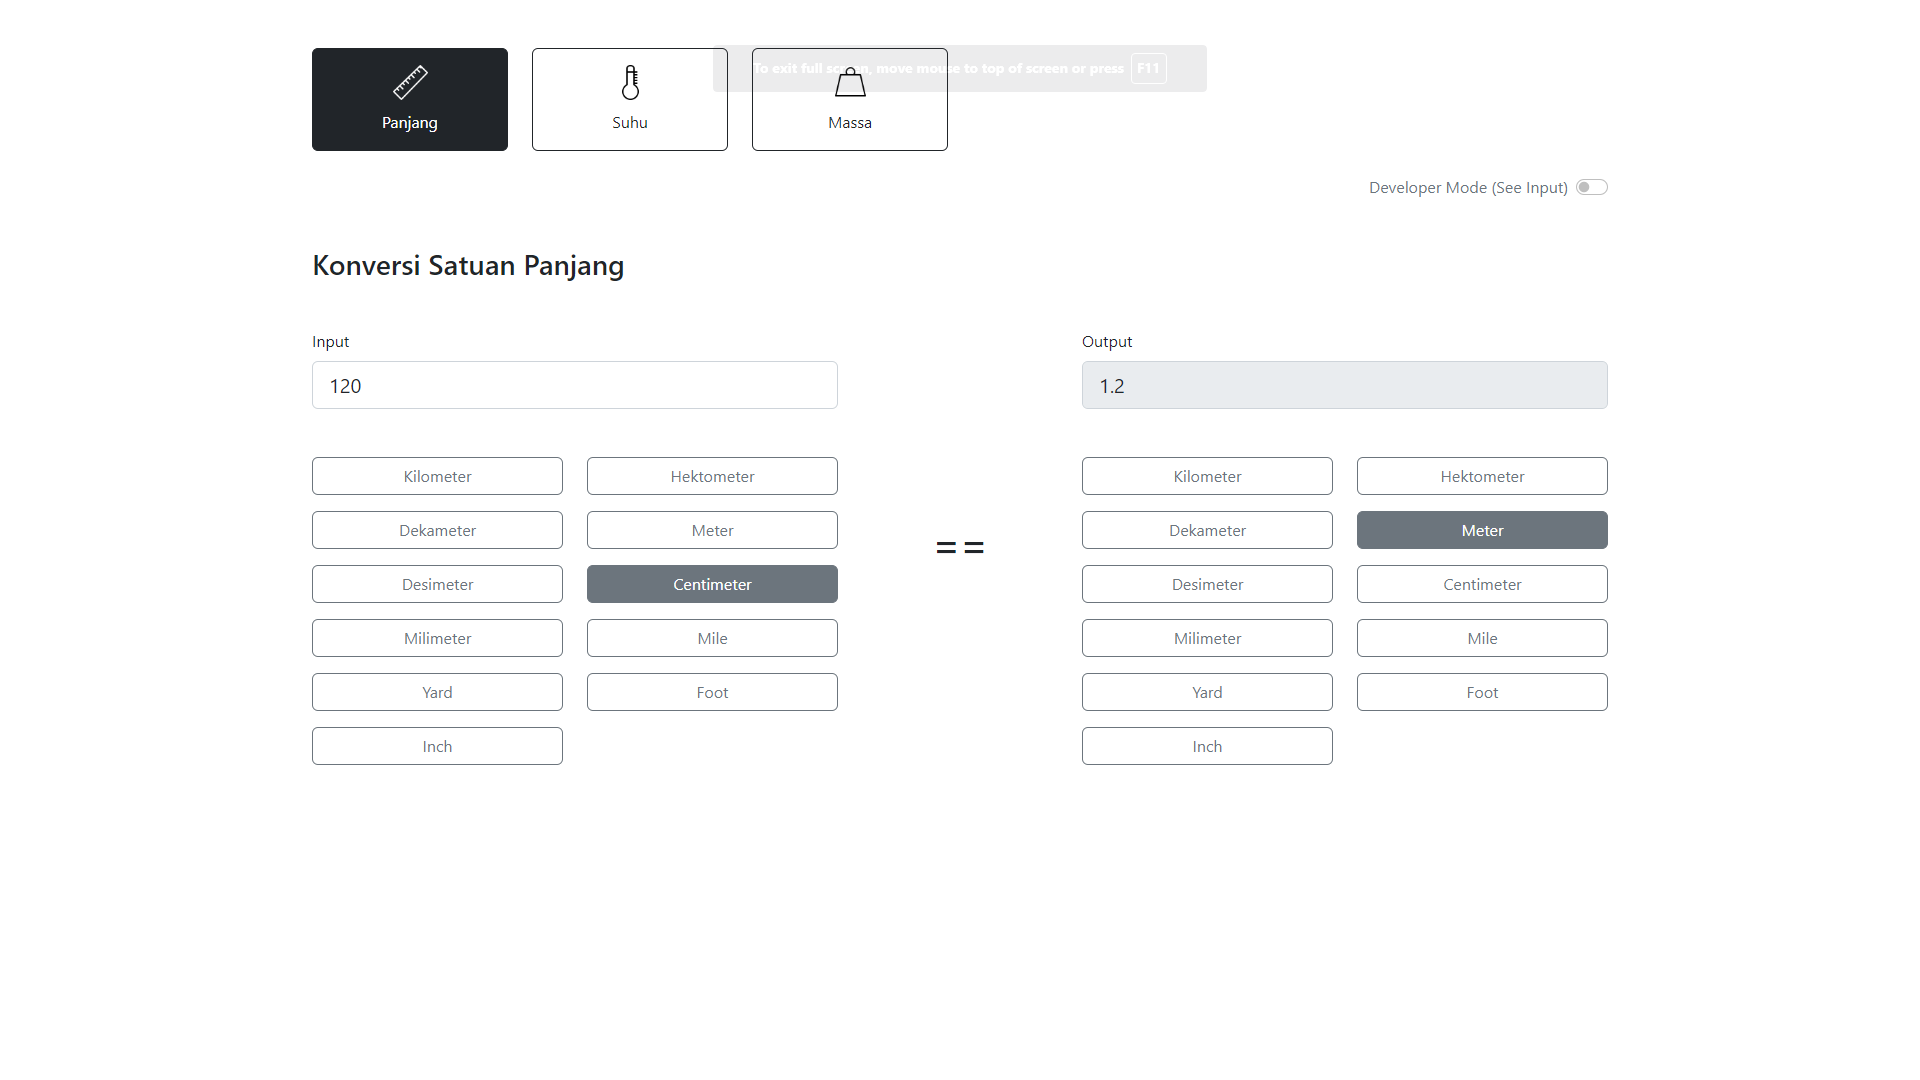 To exit full screen, move mouse to top of screen or press F11
Panjang
Suhu
Massa
Developer Mode (See Input)
Konversi Satuan Panjang
Input
120
Kilometer
Hektometer
Dekameter
Meter
Desimeter
Centimeter
Milimeter
Mile
Yard
Foot
Inch
==
Output
1.2
Kilometer
Hektometer
Dekameter
Meter
Desimeter
Centimeter
Milimeter
Mile
Yard
Foot
Inch